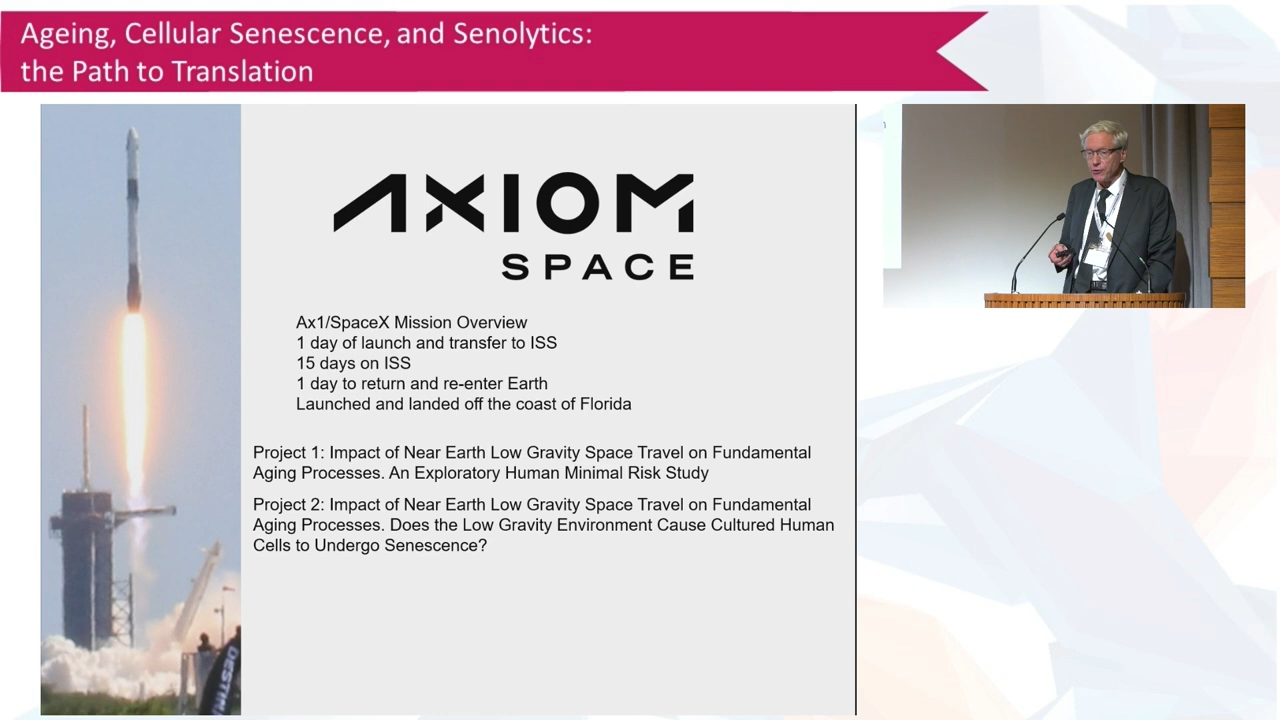 Ageing, Cellular Senescence, and Senolytics:
the Path to Translation
AXIOM
SPACE
Ax1/SpaceX Mission Overview
1 day of launch and transfer to ISS
15 days on ISS
1 day to return and re-enter Earth
Launched and landed off the coast of Florida
Project 1: Impact of Near Earth Low Gravity Space Travel on Fundamental
Aging Processes. An Exploratory Human Minimal Risk Study
Project 2: Impact of Near Earth Low Gravity Space Travel on Fundamental
Aging Processes. Does the Low Gravity Environment Cause Cultured Human
Cells to Undergo Senescence?